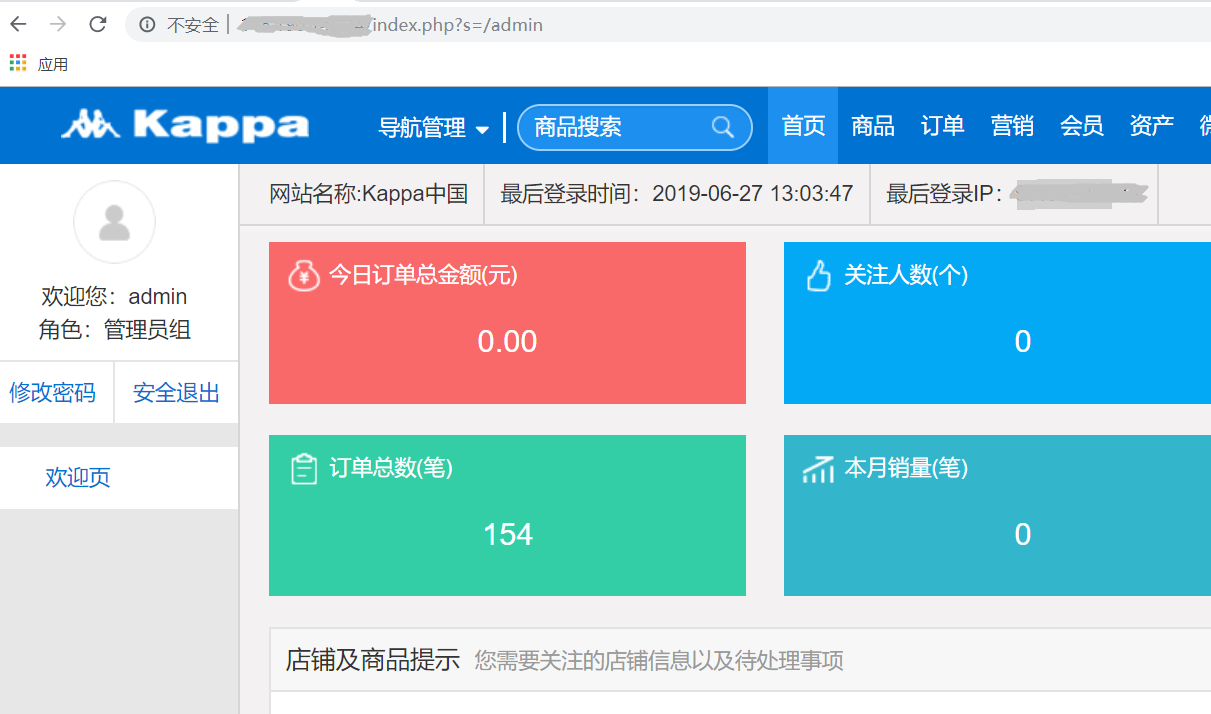 不安全 /index.php?s=/admin
应用
Kappa 导航管理 商品搜索 首页 商品 订单 营销 会员 资产
网站名称:Kappa中国 最后登录时间：2019-06-27 13:03:47 最后登录IP：
欢迎您：admin
角色：管理员组
修改密码 安全退出
欢迎页
今日订单总金额(元) 关注人数(个)
0.00 0
订单总数(笔) 本月销量(笔)
154 0
店铺及商品提示 您需要关注的店铺信息以及待处理事项